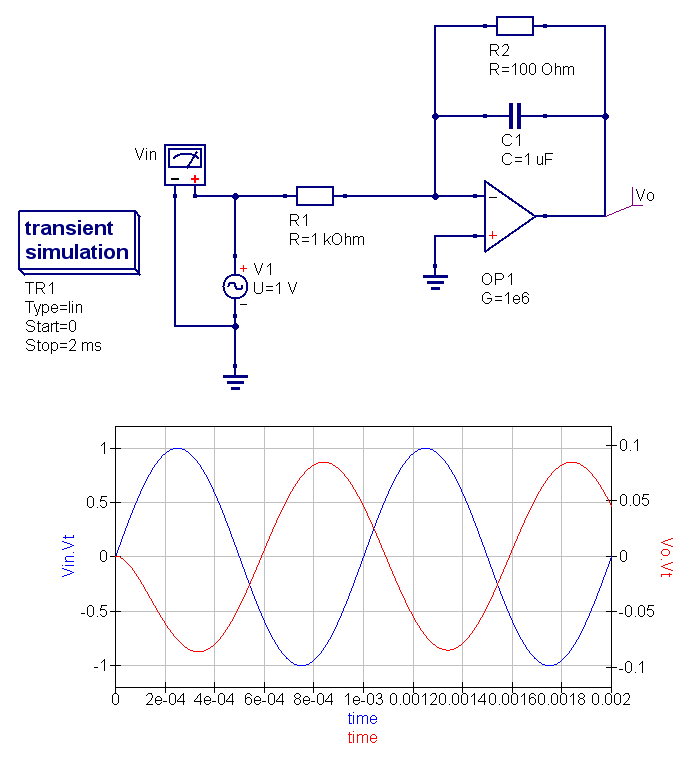 R2
R=100 Ohm
C1
C=1 uF
Vin
− +
R1
R=1 kOhm
− 
+
Vo
transient
simulation
TR1
Type=lin
Start=0
Stop=2 ms
+ V1
U=1 V
−
OP1
G=1e6
1
0.5
0
-0.5
-1
Vin.Vt
0.1
0.05
0
-0.05
-0.1
Vo.Vt
0 2e-04 4e-04 6e-04 8e-04 1e-03 0.0012 0.0014 0.0016 0.0018 0.002
time
time